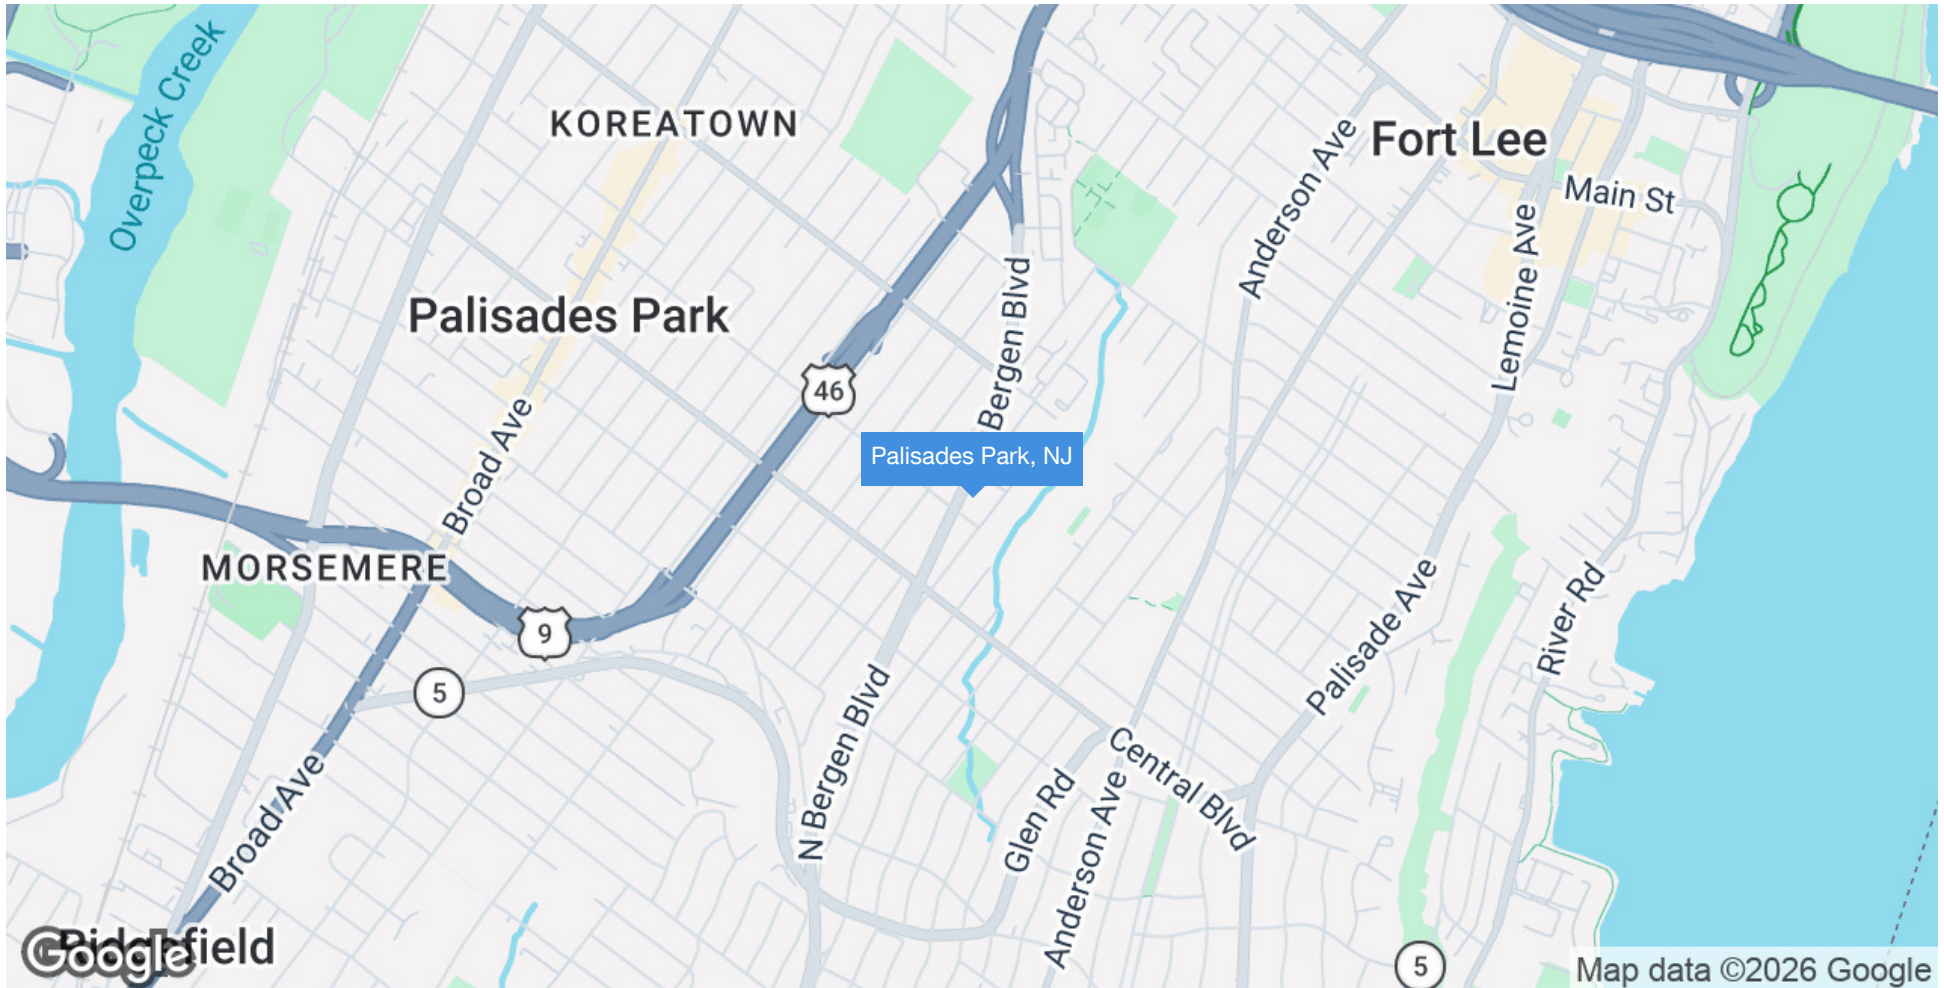 Overpeck Creek
KOREATOWN
Fort Lee
Anderson Ave
Main St
Lemoine Ave
Bergen Blvd
Palisades Park
46
Palisades Park, NJ
Broad Ave
MORSEMERE
9
5
Palisade Ave
River Rd
N Bergen Blvd
Central Blvd
Glen Rd
Anderson Ave
Broad Ave
Ridgefield
Google
5
Map data ©2026 Google